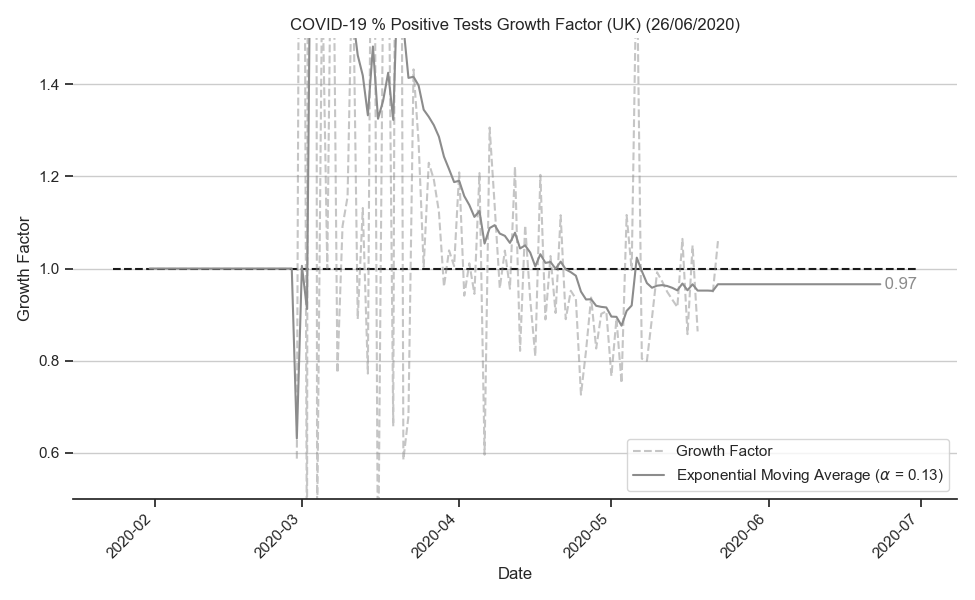 COVID-19 % Positive Tests Growth Factor (UK) (26/06/2020)
Growth Factor
1.4
1.2
1.0
0.8
0.6
0.97
Growth Factor
Exponential Moving Average (α = 0.13)
2020-02
2020-03
2020-04
2020-05
2020-06
2020-07
Date